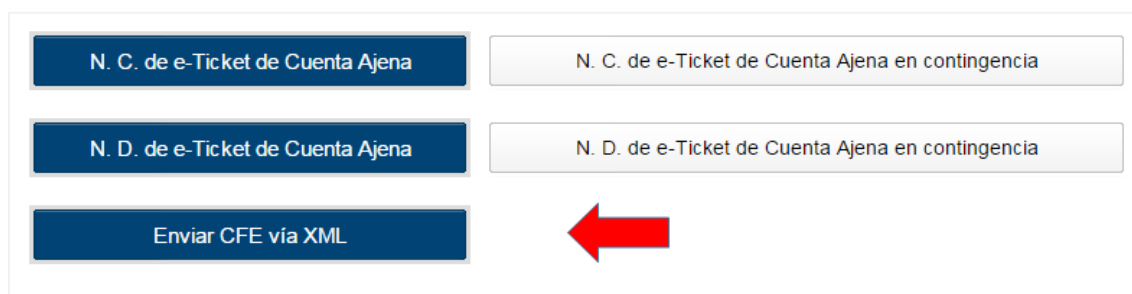 N. C. de e-Ticket de Cuenta Ajena
N. C. de e-Ticket de Cuenta Ajena en contingencia
N. D. de e-Ticket de Cuenta Ajena
N. D. de e-Ticket de Cuenta Ajena en contingencia
Enviar CFE vía XML